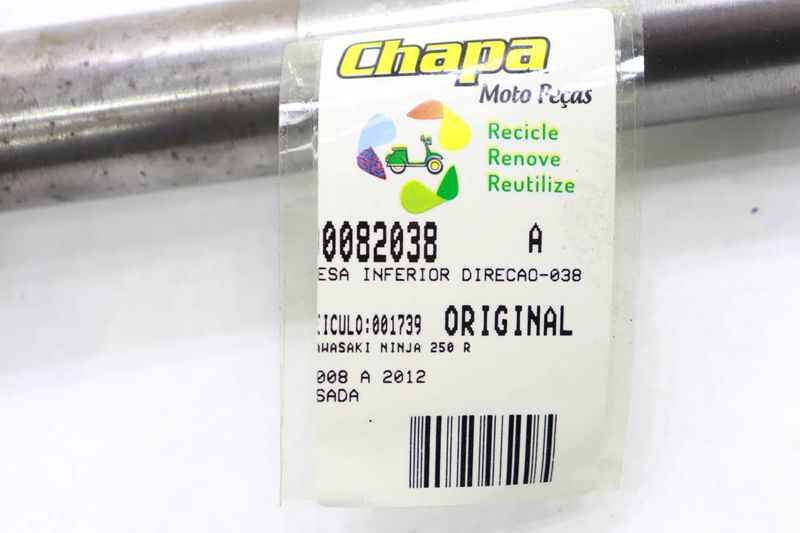 Chapa
Moto Peças
Recicle
Renove
Reutilize
0082038 A
ESA INFERIOR DIRECAO-038
EICULO:001739 ORIGINAL
AWASAKI NINJA 250 R
008 A 2012
SADA